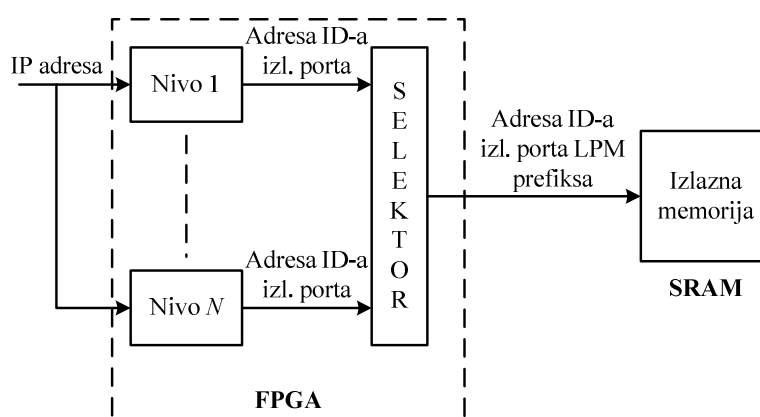 IP adresa
Nivo 1
Adresa ID-a
izl. porta
SELEKTOR
Adresa ID-a
izl. porta LPM
prefiksa
Izlazna
memorija
SRAM
Nivo N
Adresa ID-a
izl. porta
FPGA